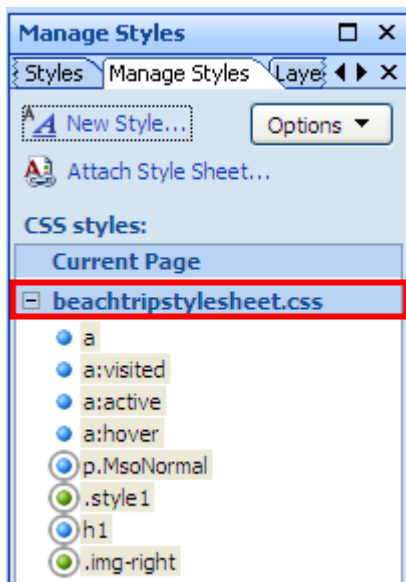 Manage Styles
Styles Manage Styles Laye
New Style... Options
Attach Style Sheet...
CSS styles:
Current Page
beachtripstylesheet.css
a
a:visited
a:active
a:hover
p.MsoNormal
.style1
h1
.img-right